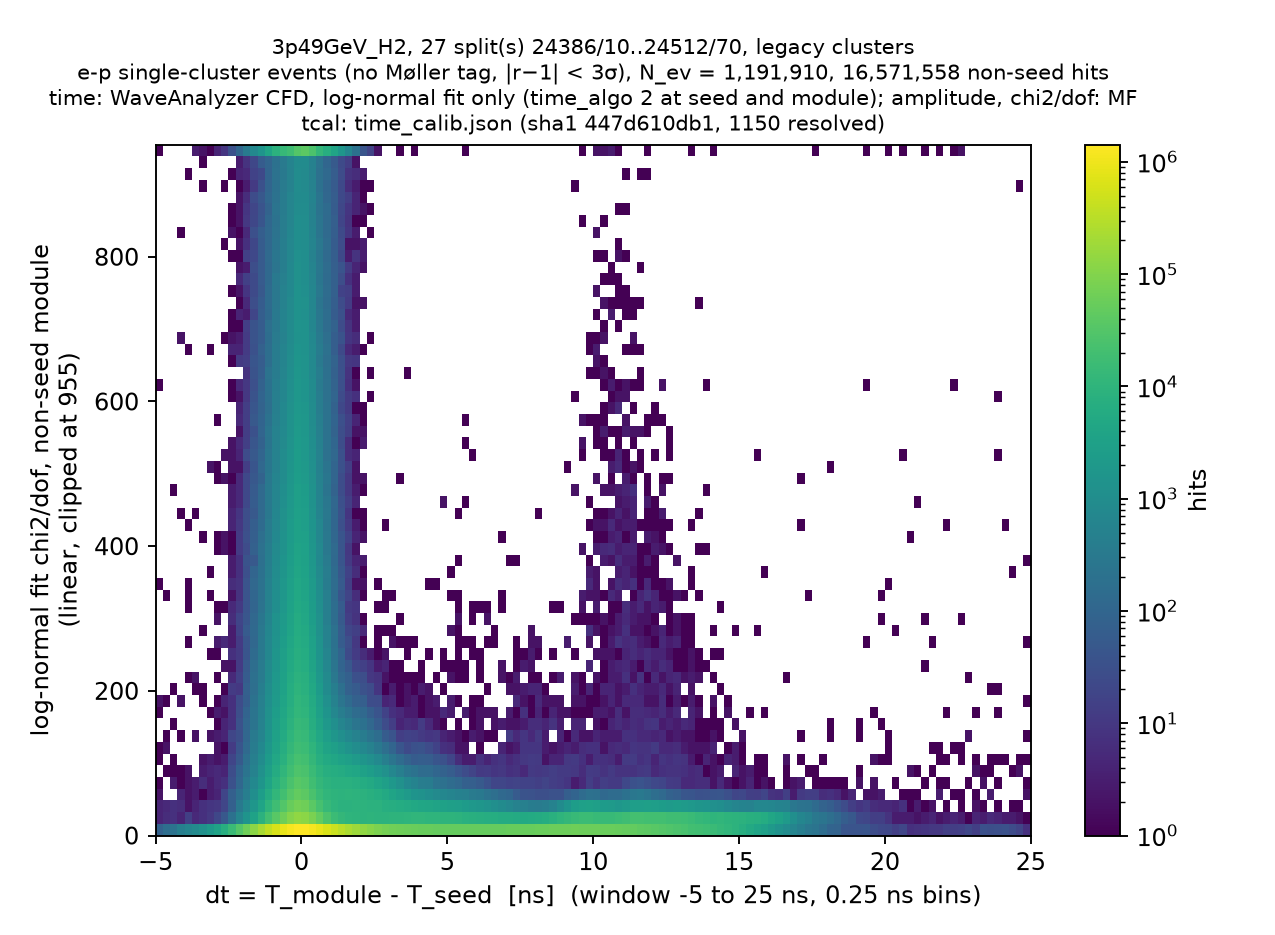 3p49GeV_H2, 27 split(s) 24386/10..24512/70, legacy clusters
e-p single-cluster events (no Møller tag, |r−1| < 3σ), N_ev = 1,191,910, 16,571,558 non-seed hits
time: WaveAnalyzer CFD, log-normal fit only (time_algo 2 at seed and module); amplitude, chi2/dof: MF
tcal: time_calib.json (sha1 447d610db1, 1150 resolved)
log-normal fit chi2/dof, non-seed module
(linear, clipped at 955)
800
600
400
200
0
−5
0
5
10
15
20
25
dt = T_module - T_seed [ns] (window -5 to 25 ns, 0.25 ns bins)
10⁶
10⁵
10⁴
10³
10²
10¹
10⁰
hits